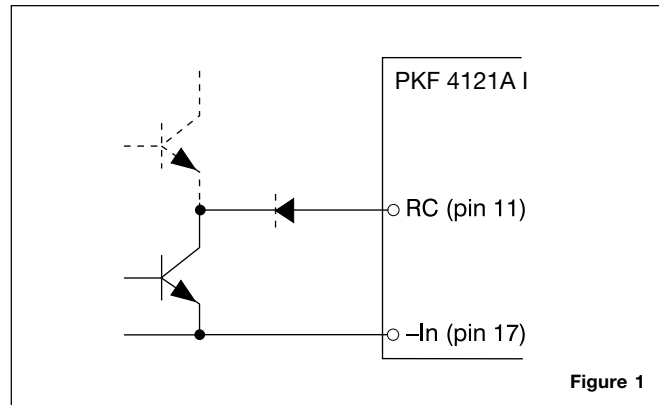 PKF 4121A I
RC (pin 11)
–In (pin 17)
Figure 1